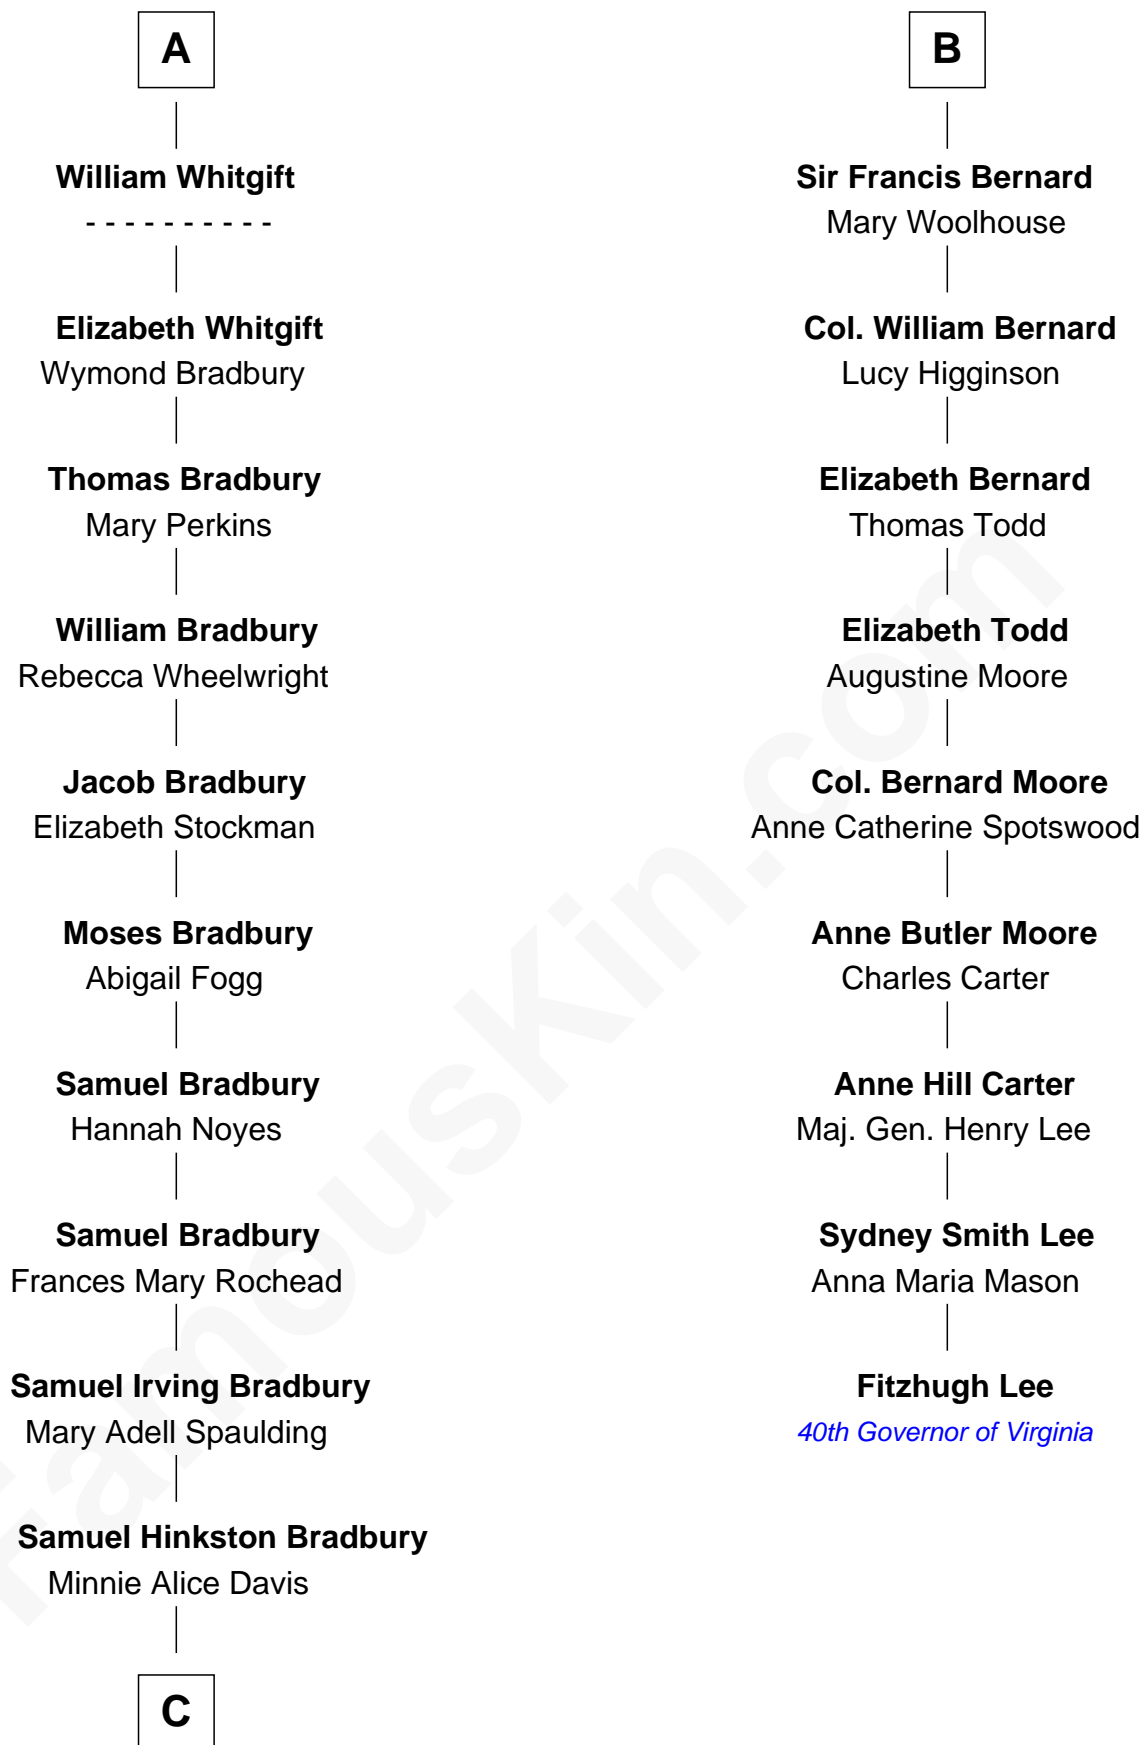 A
William Whitgift
- - - - - - - - - -
Elizabeth Whitgift
Wymond Bradbury
Thomas Bradbury
Mary Perkins
William Bradbury
Rebecca Wheelwright
Jacob Bradbury
Elizabeth Stockman
Moses Bradbury
Abigail Fogg
Samuel Bradbury
Hannah Noyes
Samuel Bradbury
Frances Mary Rochead
Samuel Irving Bradbury
Mary Adell Spaulding
Samuel Hinkston Bradbury
Minnie Alice Davis
C
B
Sir Francis Bernard
Mary Woolhouse
Col. William Bernard
Lucy Higginson
Elizabeth Bernard
Thomas Todd
Elizabeth Todd
Augustine Moore
Col. Bernard Moore
Anne Catherine Spotswood
Anne Butler Moore
Charles Carter
Anne Hill Carter
Maj. Gen. Henry Lee
Sydney Smith Lee
Anna Maria Mason
Fitzhugh Lee
40th Governor of Virginia
FamousKin.com